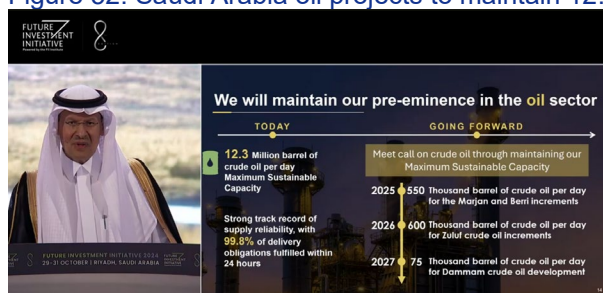 Figure 32: Saudi Arabia oil projects to maintain 12.
FUTURE
INVESTMENT
INITIATIVE
We will maintain our pre-eminence in the oil sector
TODAY
GOING FORWARD
12.3 Million barrel of
crude oil per day
Maximum Sustainable
Capacity
Strong track record of
supply reliability, with
99.8% of delivery
obligations fulfilled within
24 hours
Meet call on crude oil through maintaining our
Maximum Sustainable Capacity
2025 550 Thousand barrel of crude oil per day
for the Marjan and Berri increments
2026 600 Thousand barrel of crude oil per day
for Zuluf crude oil increments
2027 75 Thousand barrel of crude oil per day
for Dammam crude oil development
FUTURE INVESTMENT INITIATIVE 2024
29-31 OCTOBER | RIYADH, SAUDI ARABIA
14